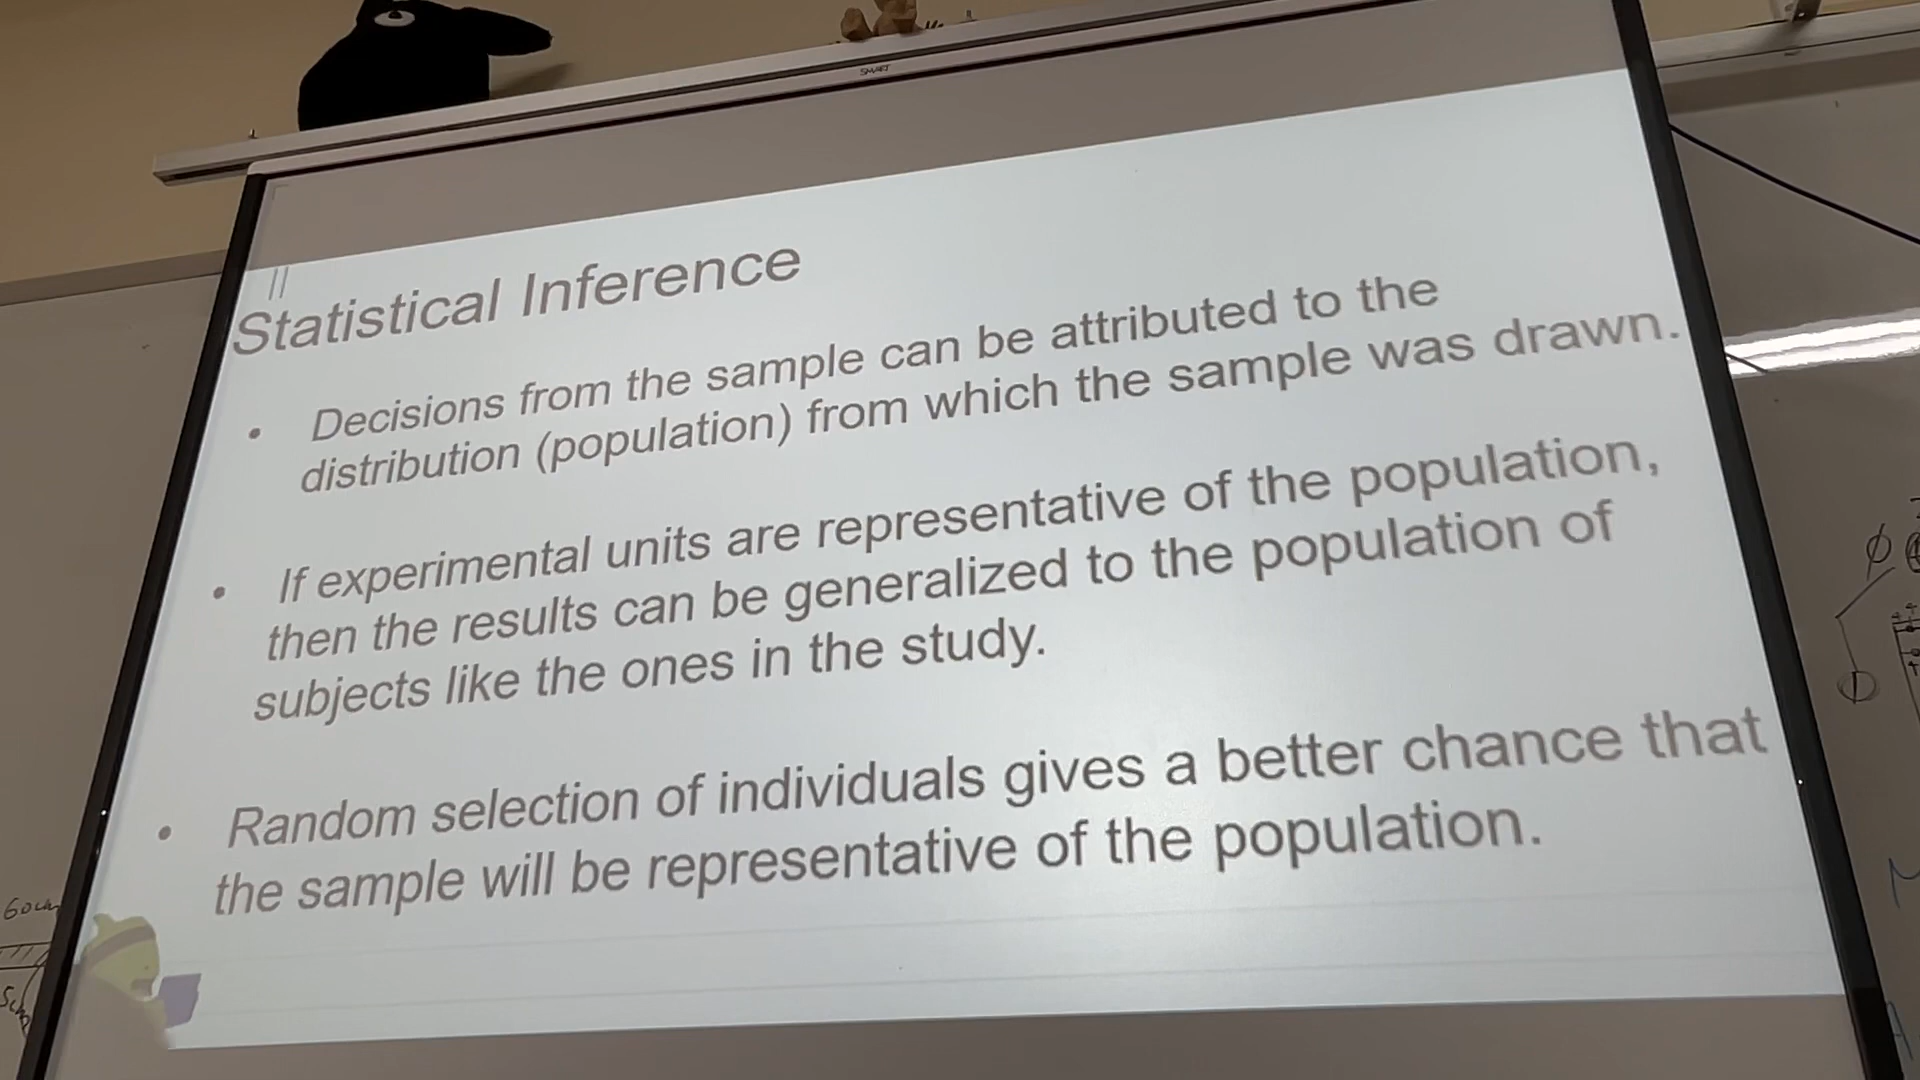 SMART
Statistical Inference
• Decisions from the sample can be attributed to the
distribution (population) from which the sample was drawn.
• If experimental units are representative of the population,
then the results can be generalized to the population of
subjects like the ones in the study.
• Random selection of individuals gives a better chance that
the sample will be representative of the population.